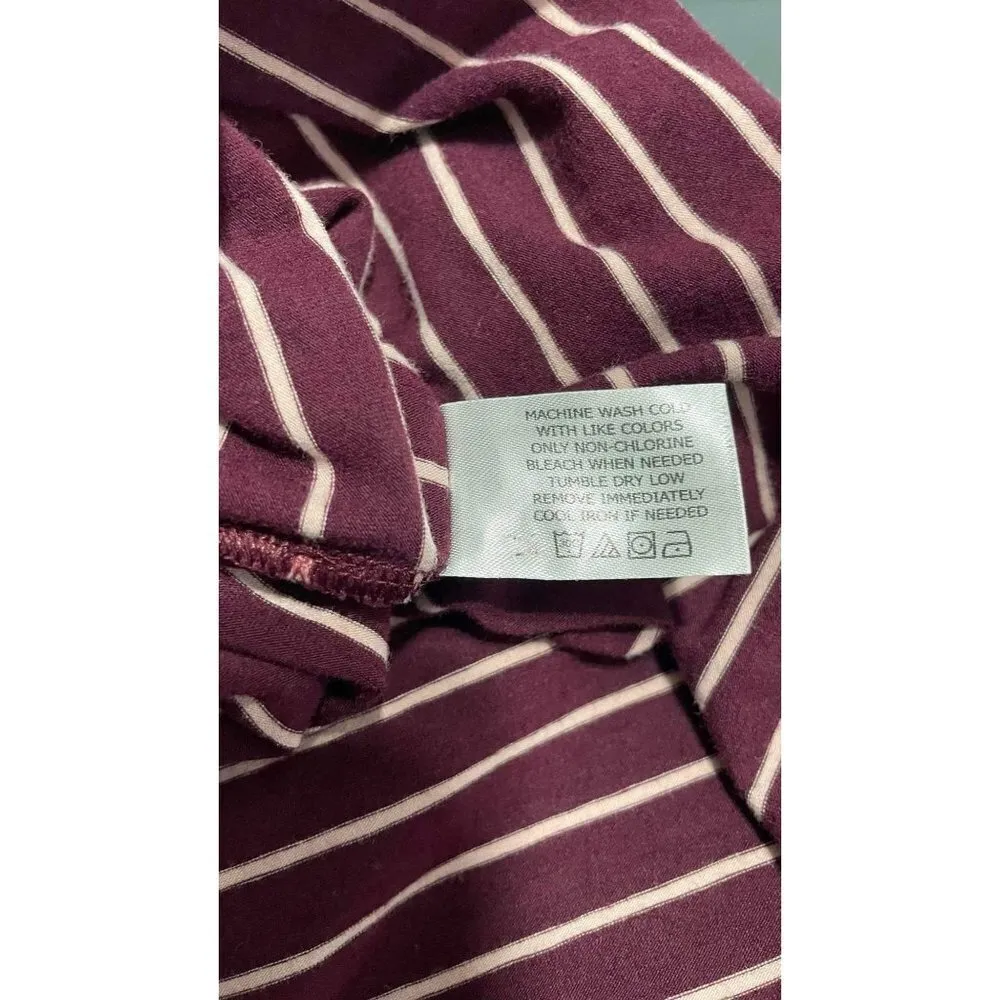 MACHINE WASH COLD
WITH LIKE COLORS
ONLY NON-CHLORINE
BLEACH WHEN NEEDED
TUMBLE DRY LOW
REMOVE IMMEDIATELY
COOL IRON IF NEEDED